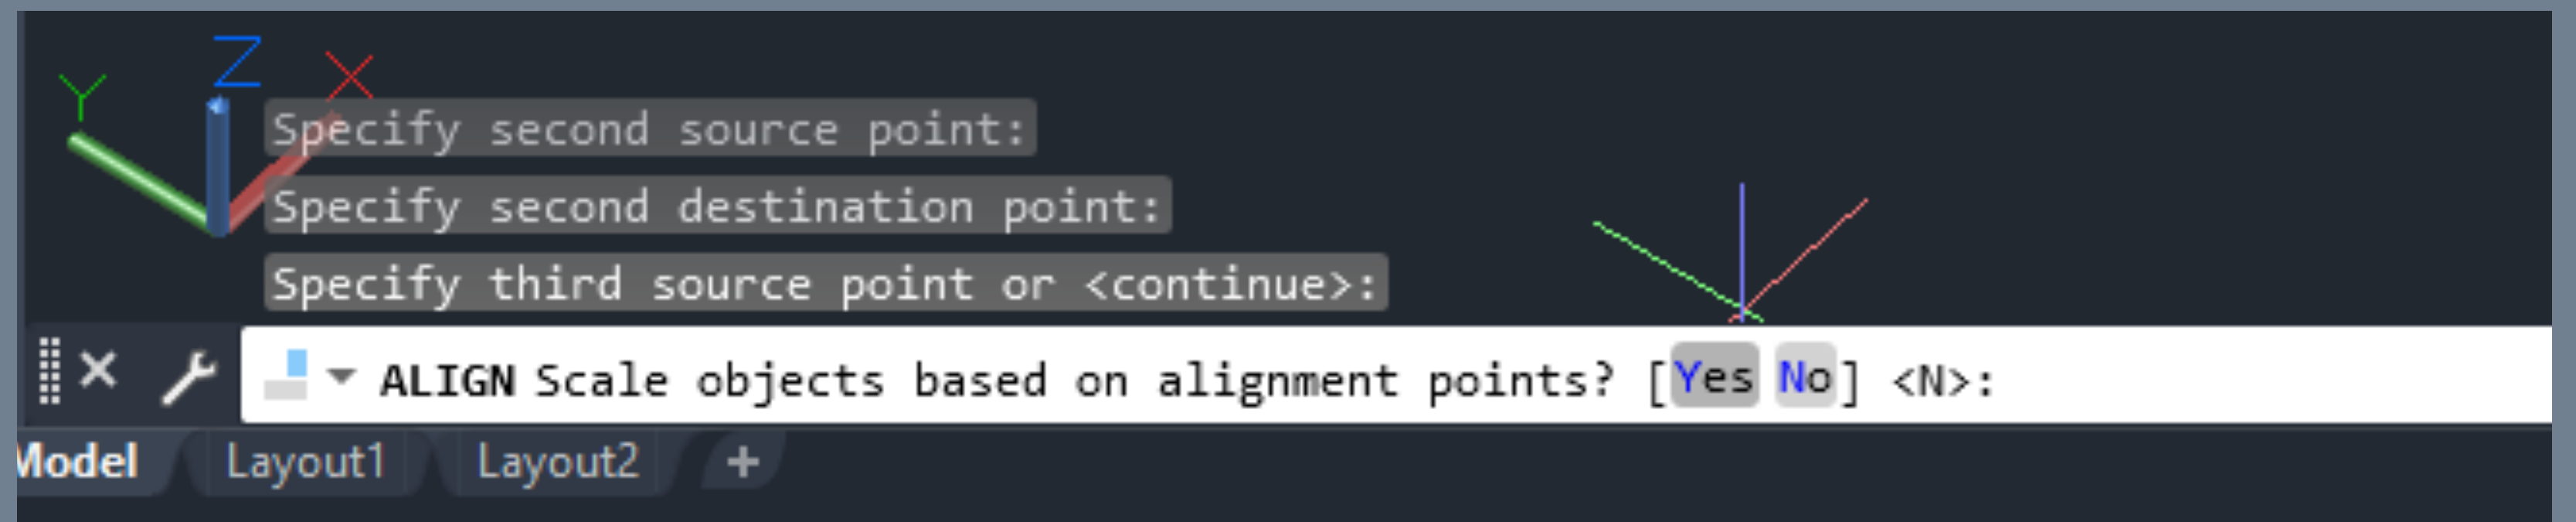 Z
Y
X
Specify second source point:
Specify second destination point:
Specify third source point or <continue>:
ALIGN Scale objects based on alignment points? [Yes No] <N>:
Model Layout1 Layout2 +